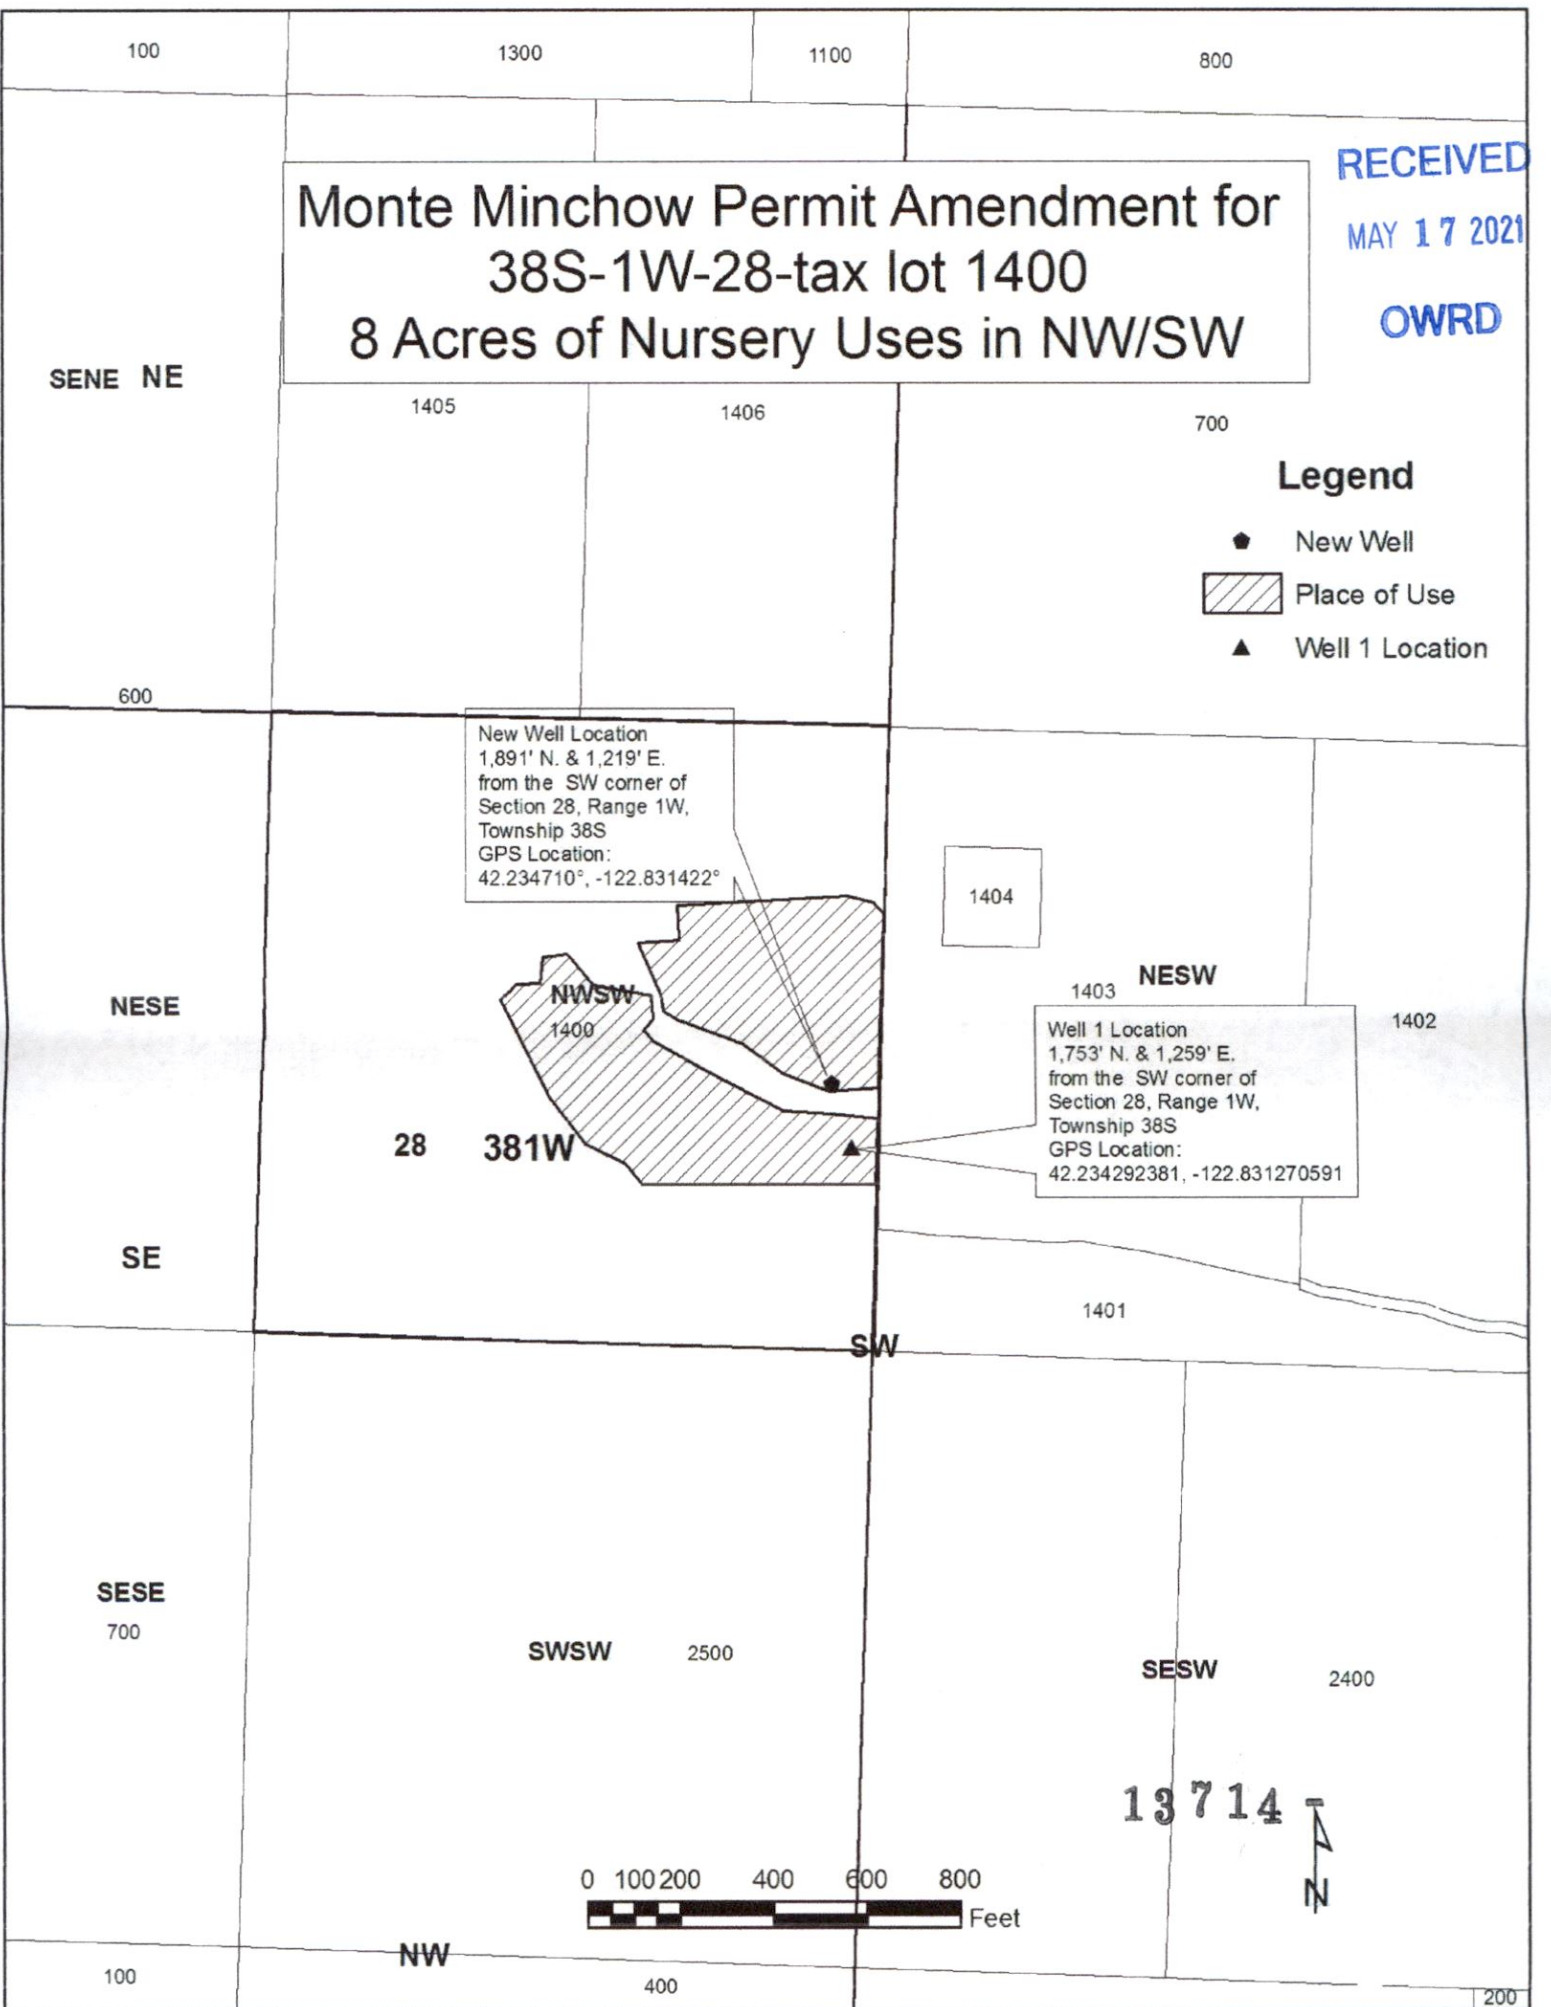 100
1300
1100
800
RECEIVED
MAY 17 2021
OWRD
Monte Minchow Permit Amendment for
38S-1W-28-tax lot 1400
8 Acres of Nursery Uses in NW/SW
SENE NE
1405
1406
700
Legend
New Well
Place of Use
Well 1 Location
600
New Well Location
1,891' N. & 1,219' E.
from the SW corner of
Section 28, Range 1W,
Township 38S
GPS Location:
42.234710°, -122.831422°
1404
NESE
NWSW
1400
1403
NESW
1402
Well 1 Location
1,753' N. & 1,259' E.
from the SW corner of
Section 28, Range 1W,
Township 38S
GPS Location:
42.234292381, -122.831270591
28 381W
SE
1401
SW
SESE
700
SWSW 2500
SESW 2400
13714
N
0 100 200 400 600 800
Feet
NW
100
400
200